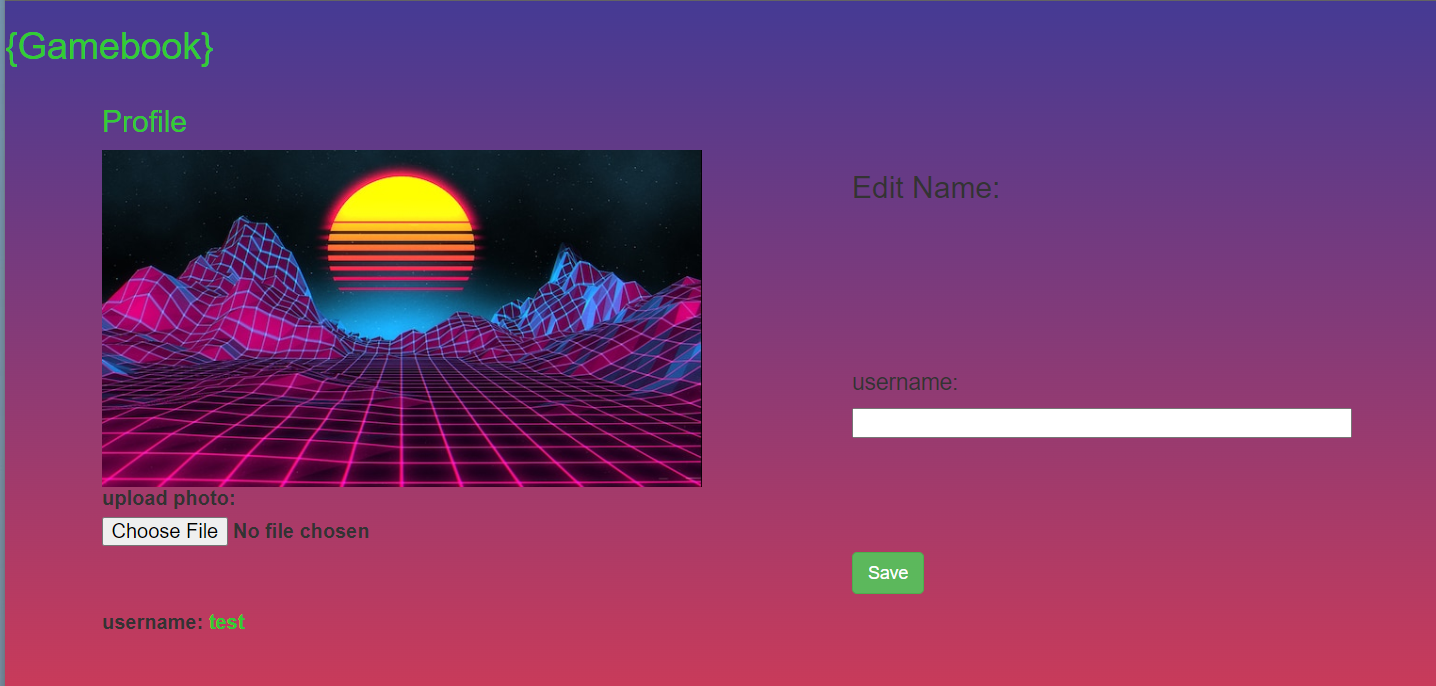 {Gamebook}
Profile
upload photo:
Choose File No file chosen
username: test
Edit Name:
username:
Save